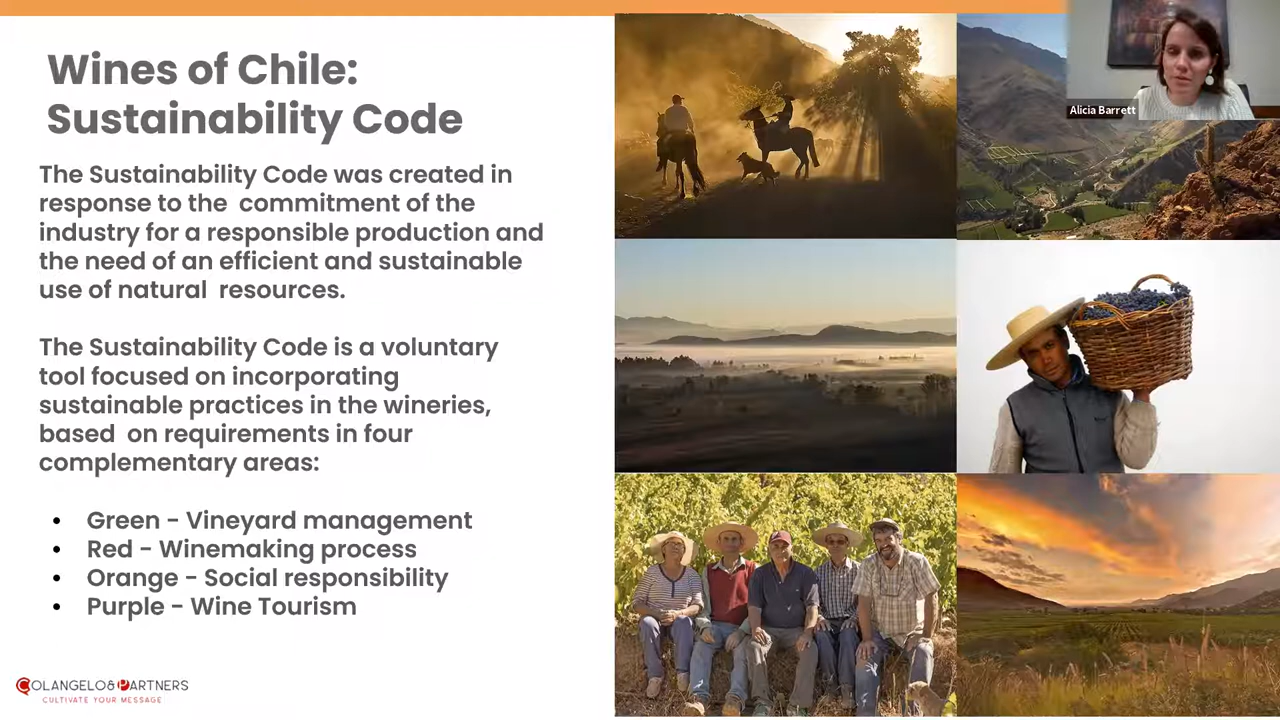 Wines of Chile:
Sustainability Code
The Sustainability Code was created in
response to the  commitment of the
industry for a responsible production and
the need of an efficient and sustainable
use of natural  resources.
The Sustainability Code is a voluntary
tool focused on incorporating
sustainable practices in the wineries,
based  on requirements in four
complementary areas:
• Green - Vineyard management
• Red - Winemaking process
• Orange - Social responsibility
• Purple - Wine Tourism
COLANGELO & PARTNERS
CULTIVATE YOUR MESSAGE
Alicia Barrett